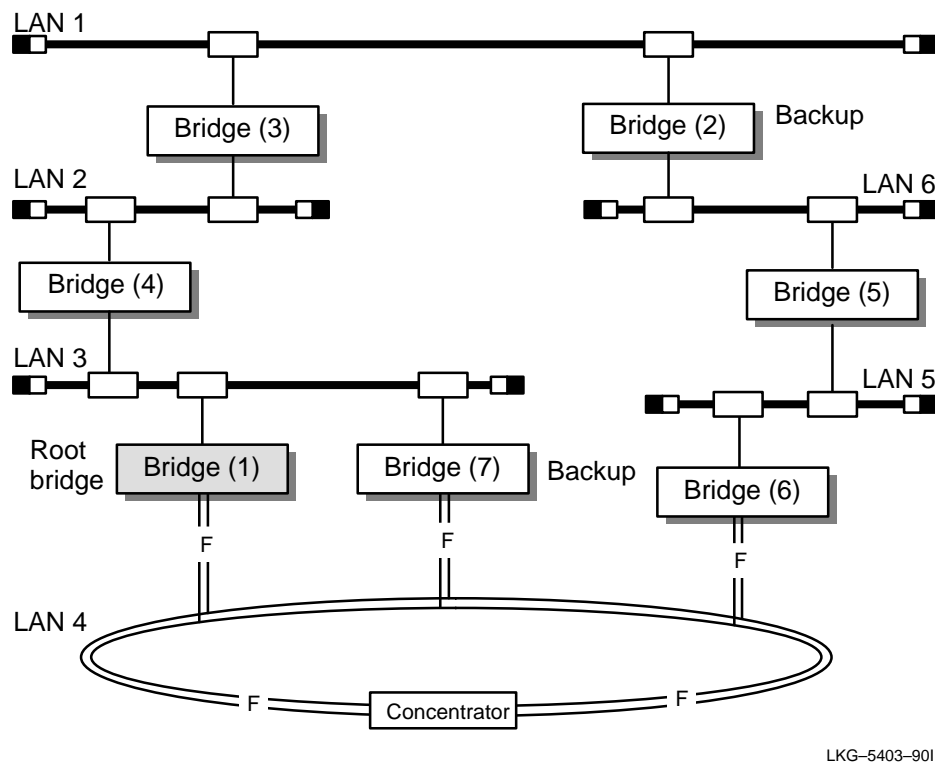 LAN 1
Bridge (3)
Bridge (2)
Backup
LAN 2
LAN 6
Bridge (4)
Bridge (5)
LAN 3
LAN 5
Root
bridge
Bridge (1)
Bridge (7)
Backup
Bridge (6)
F
F
F
LAN 4
F
Concentrator
F
LKG–5403–90I